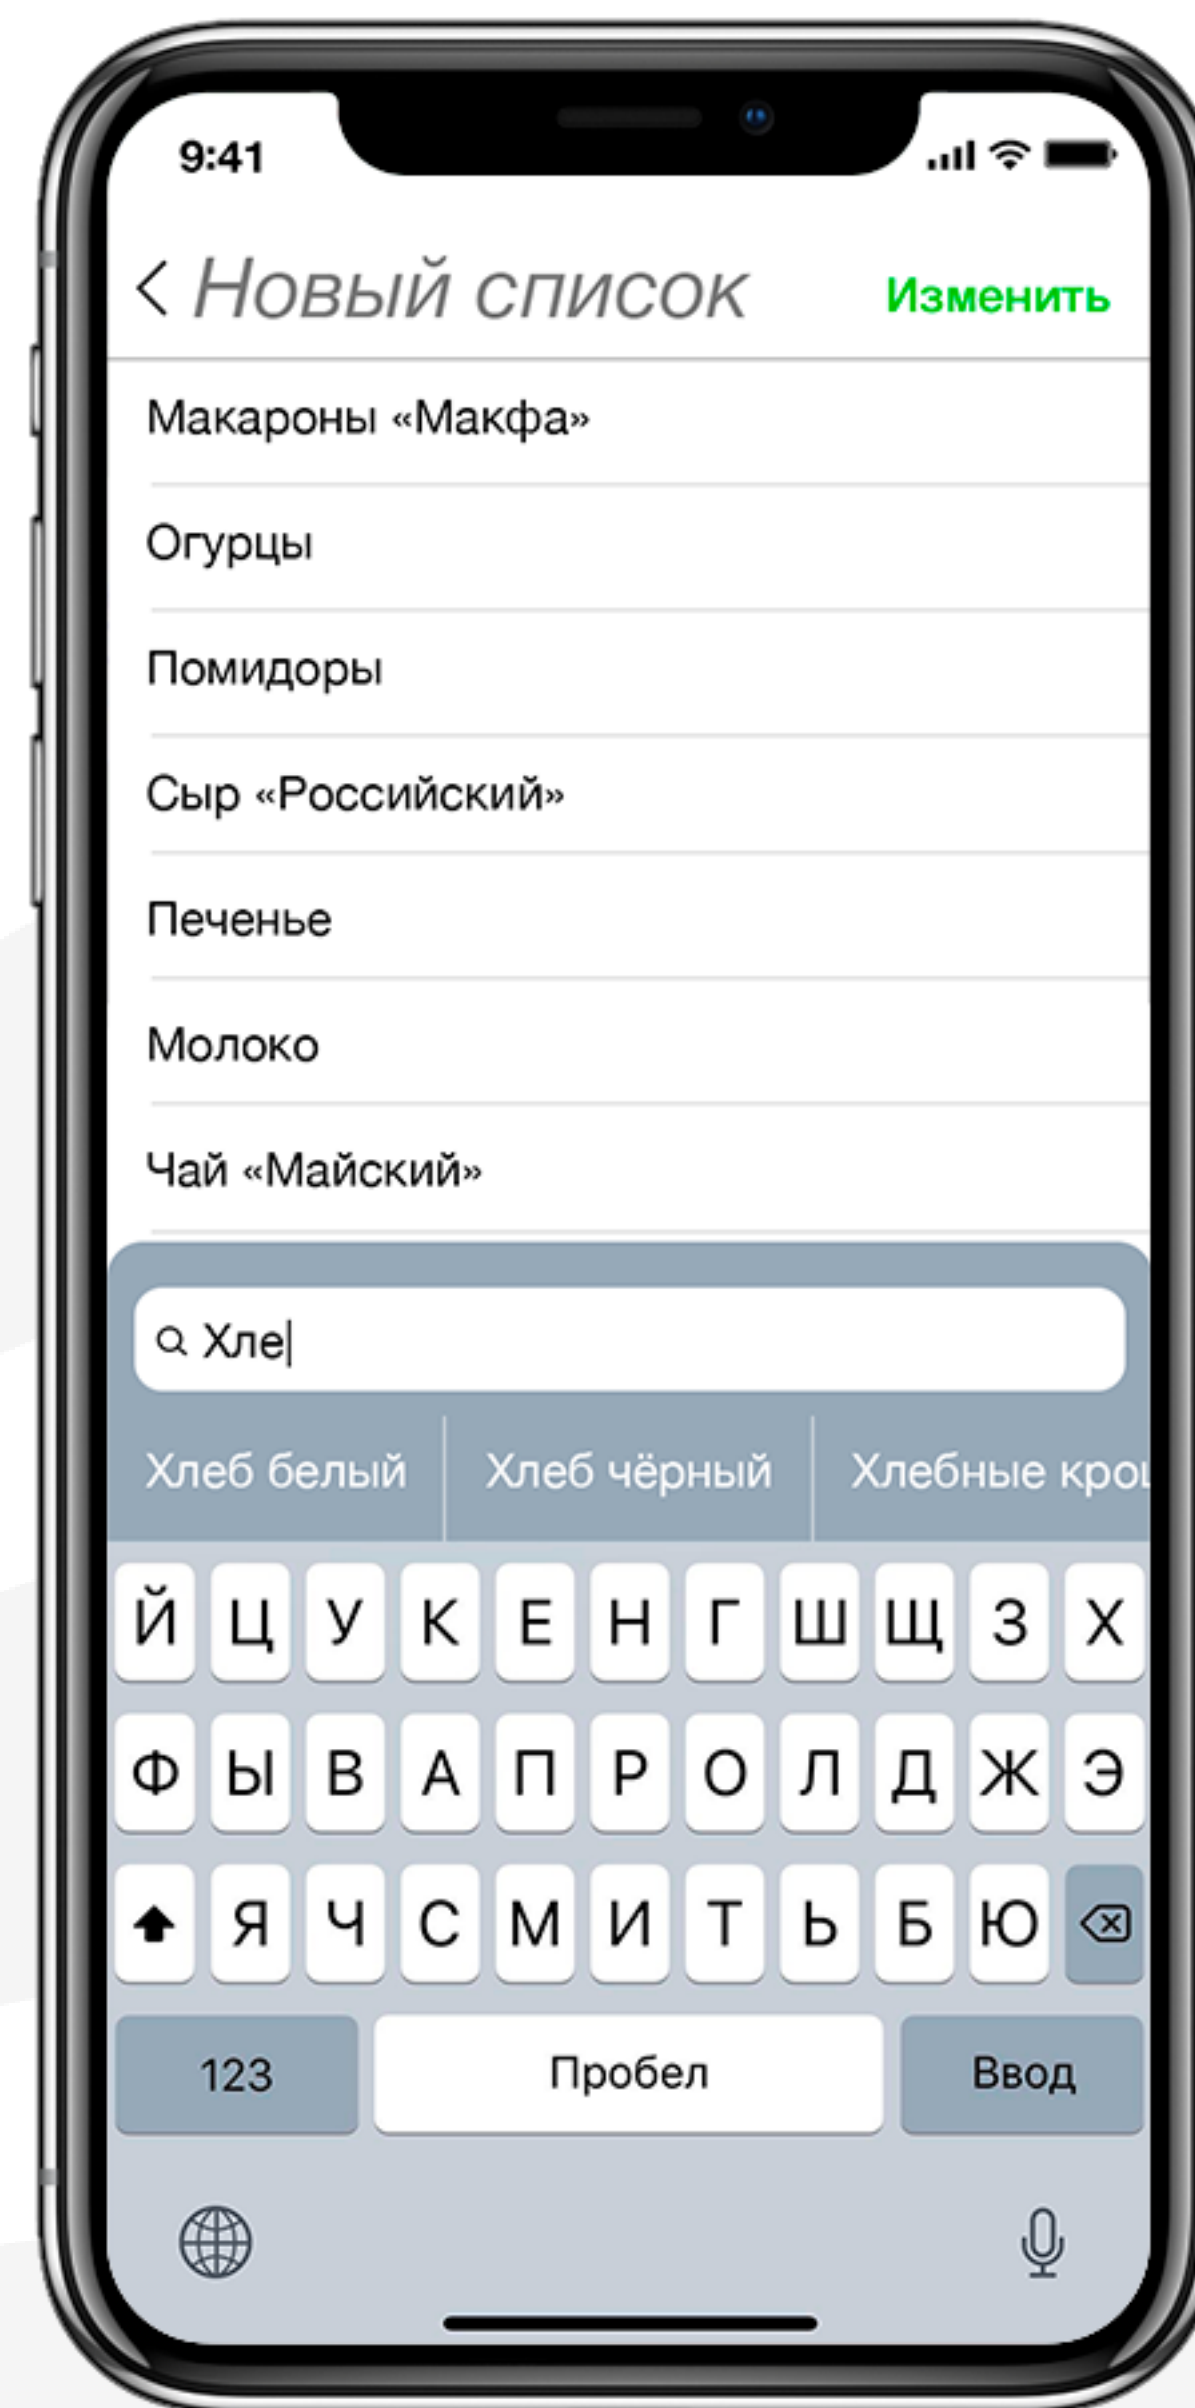 9:41
Новый список Изменить
Макароны «Макфа»
Огурцы
Помидоры
Сыр «Российский»
Печенье
Молоко
Чай «Майский»
Хле
Хлеб белый Хлеб чёрный Хлебные
Й Ц У К Е Н Г Ш Щ З Х
Ф Ы В А П Р О Л Д Ж Э
Я Ч С М И Т Ь Б Ю
123 Пробел Ввод